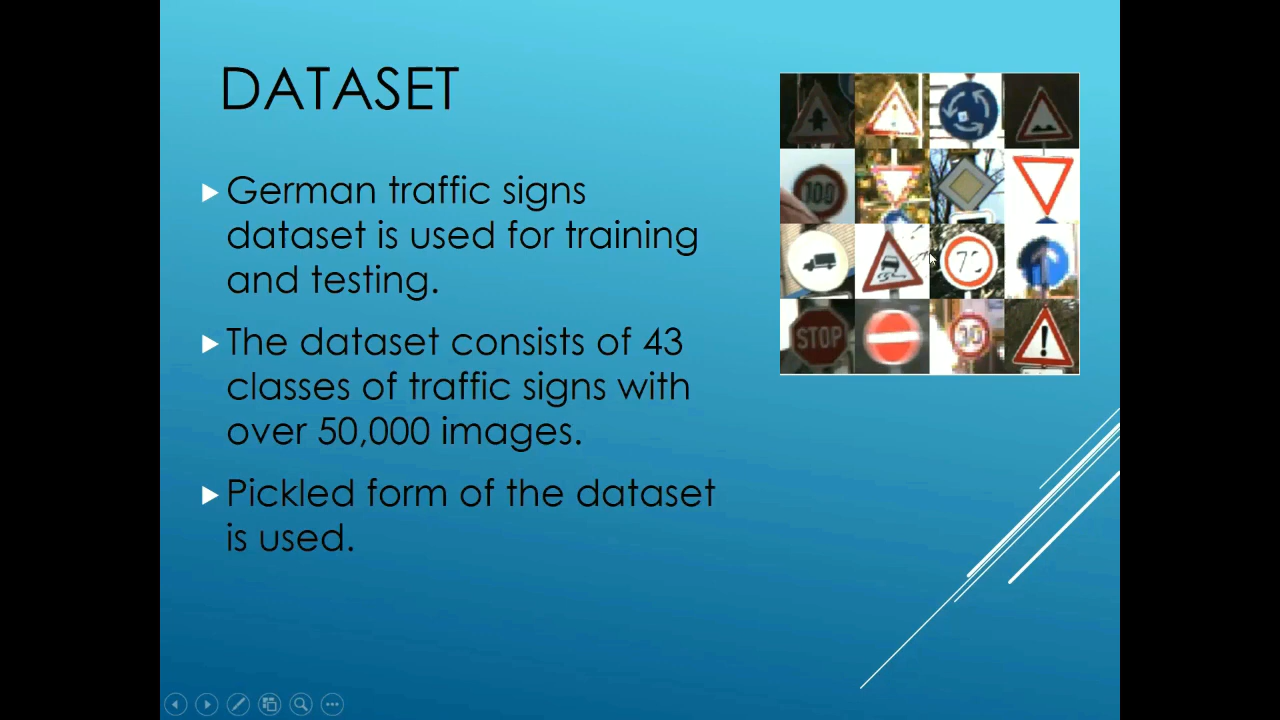 DATASET
German traffic signs
dataset is used for training
and testing.
The dataset consists of 43
classes of traffic signs with
over 50,000 images.
Pickled form of the dataset
is used.
100
STOP